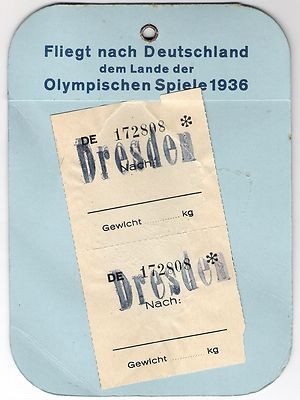 Fliegt nach Deutschland
dem Lande der
Olympischen Spiele 1936
DE 172808 *
Dresden
Nach:
Gewicht ............ kg
DE 172808 *
Dresden
Nach:
Gewicht ............ kg